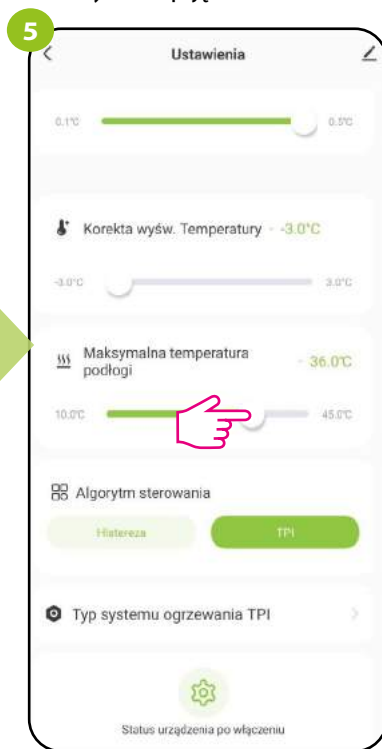 5
Ustawienia
0.1°C 0.5°C
Korekta wyśw. Temperatury - -3.0°C
-3.0°C 3.0°C
Maksymalna temperatura
podłogi - 36.0°C
10.0°C 45.0°C
Algorytm sterowania
Histereza TPI
Typ systemu ogrzewania TPI
Status urządzenia po włączeniu